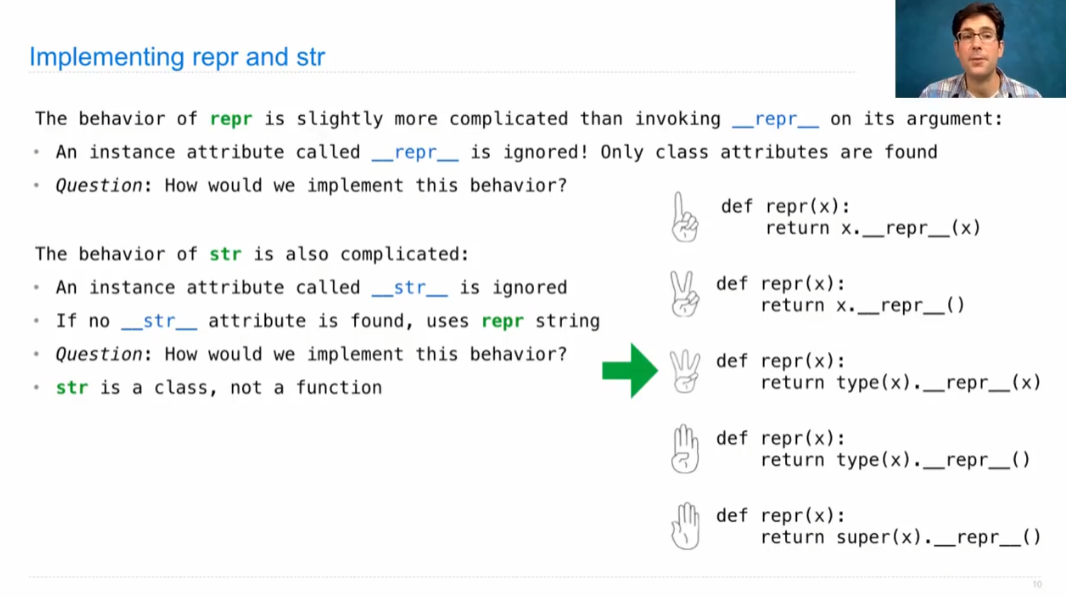 Implementing repr and str
The behavior of repr is slightly more complicated than invoking __repr__ on its argument:
• An instance attribute called __repr__ is ignored! Only class attributes are found
• Question: How would we implement this behavior?
The behavior of str is also complicated:
• An instance attribute called __str__ is ignored
• If no __str__ attribute is found, uses repr string
• Question: How would we implement this behavior?
• str is a class, not a function
def repr(x):
return x.__repr__(x)
def repr(x):
return x.__repr__()
def repr(x):
return type(x).__repr__(x)
def repr(x):
return type(x).__repr__()
def repr(x):
return super(x).__repr__()
10